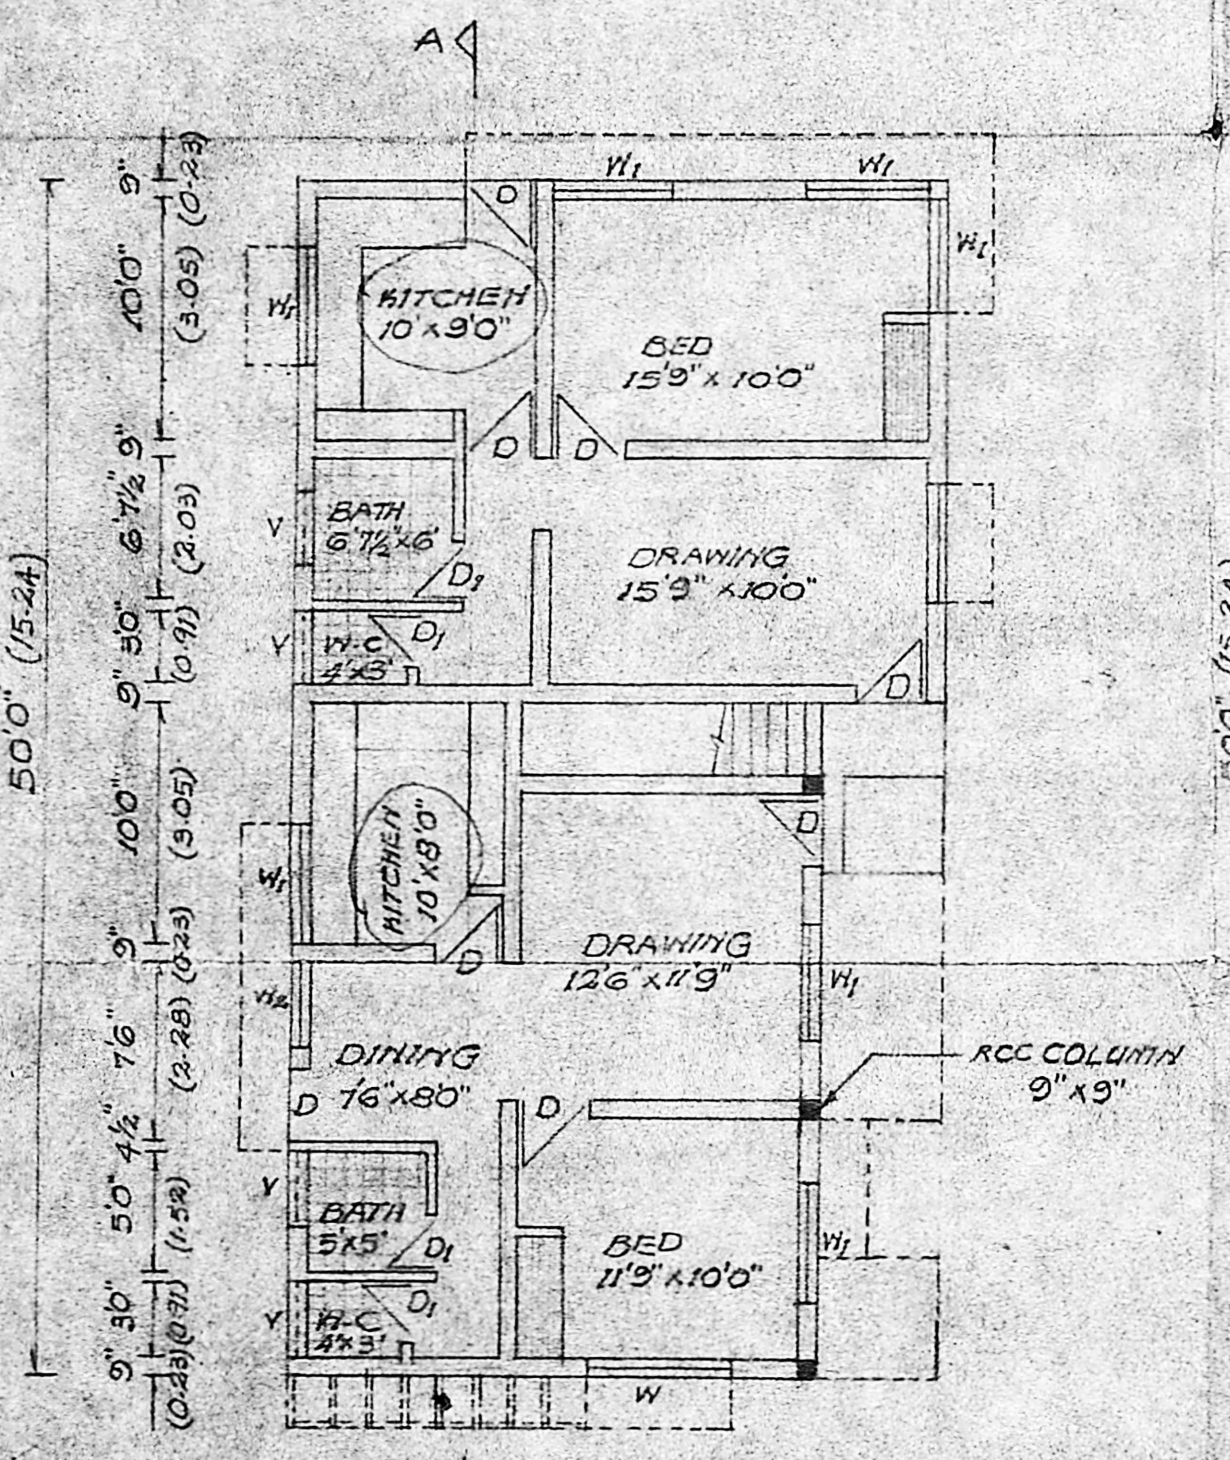 A
W1
W1
D
9"
(0.23)
W1
10'0"
(3.05)
W1
KITCHEN
10'x9'0"
BED
15'9" x 10'0"
D
D
9"
6'7½"
(2.03)
V
BATH
6'7½"x6'
D1
DRAWING
15'9" x10'0"
3'0"
(0.91)
V
W.C
4'x3'
D1
D
9"
50'0" (15.24)
10'0"
(3.05)
W1
KITCHEN
10'x8'0"
D
D
9"
(0.23)
DRAWING
12'6"x11'9"
W1
W2
7'6"
(2.28)
DINING
7'6"x8'0"
D
D
RCC COLUMN
9"x9"
4½"
5'0"
(1.52)
V
BATH
5'x5'
D1
BED
11'9"x10'0"
W1
3'0"
(0.91)
V
W.C
4'x3'
D1
9"
(0.23)
W